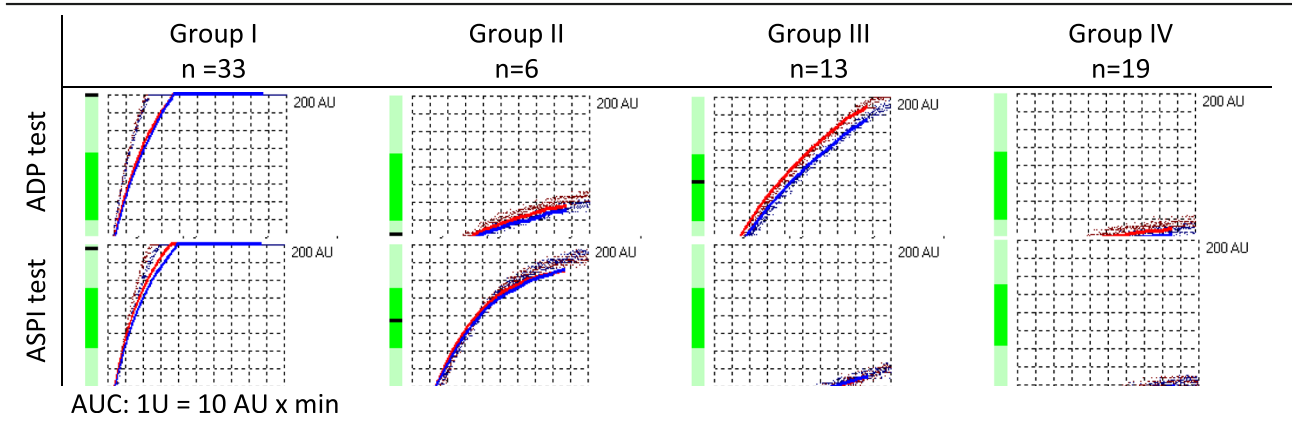 Group I
n =33
Group II
n=6
Group III
n=13
Group IV
n=19
ADP test
200 AU
200 AU
200 AU
200 AU
ASPI test
200 AU
200 AU
200 AU
200 AU
AUC: 1U = 10 AU x min